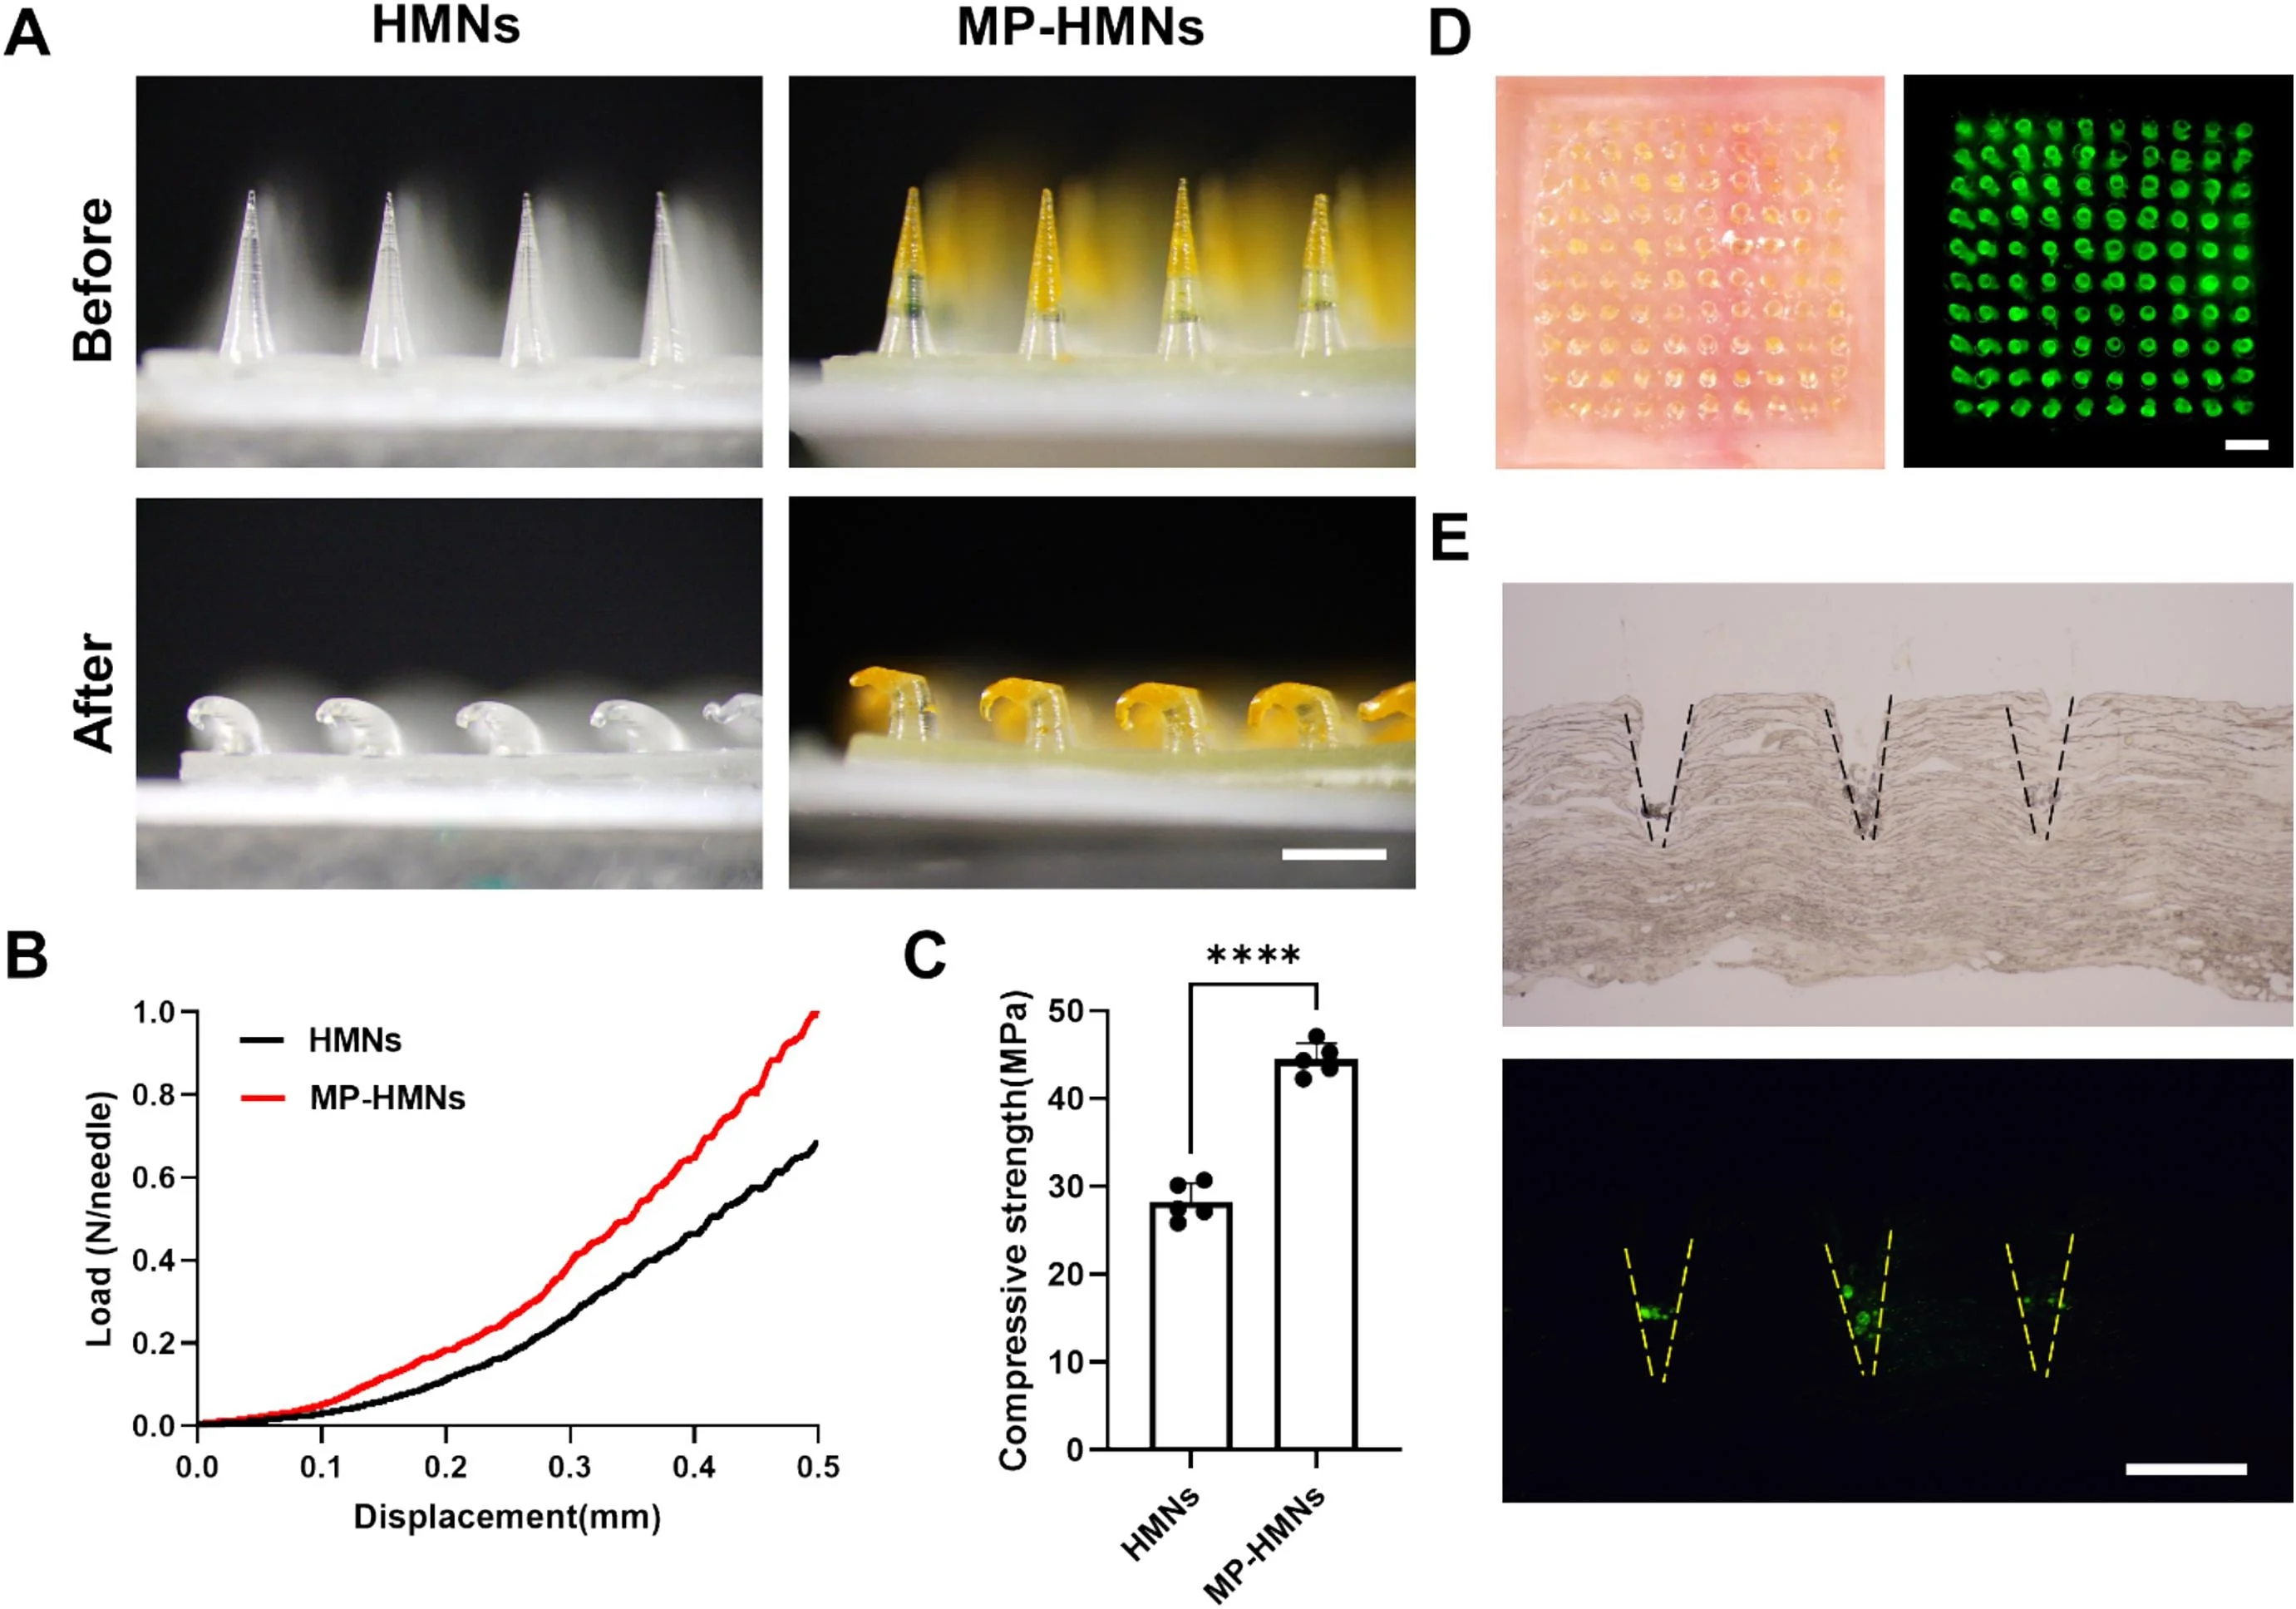 A
HMNs
MP-HMNs
D
Before
After
E
B
1.0
0.8
0.6
0.4
0.2
0.0
Load (N/needle)
HMNs
MP-HMNs
0.0 0.1 0.2 0.3 0.4 0.5
Displacement(mm)
C
****
50
40
30
20
10
0
Compressive strength(MPa)
HMNs
MP-HMNs